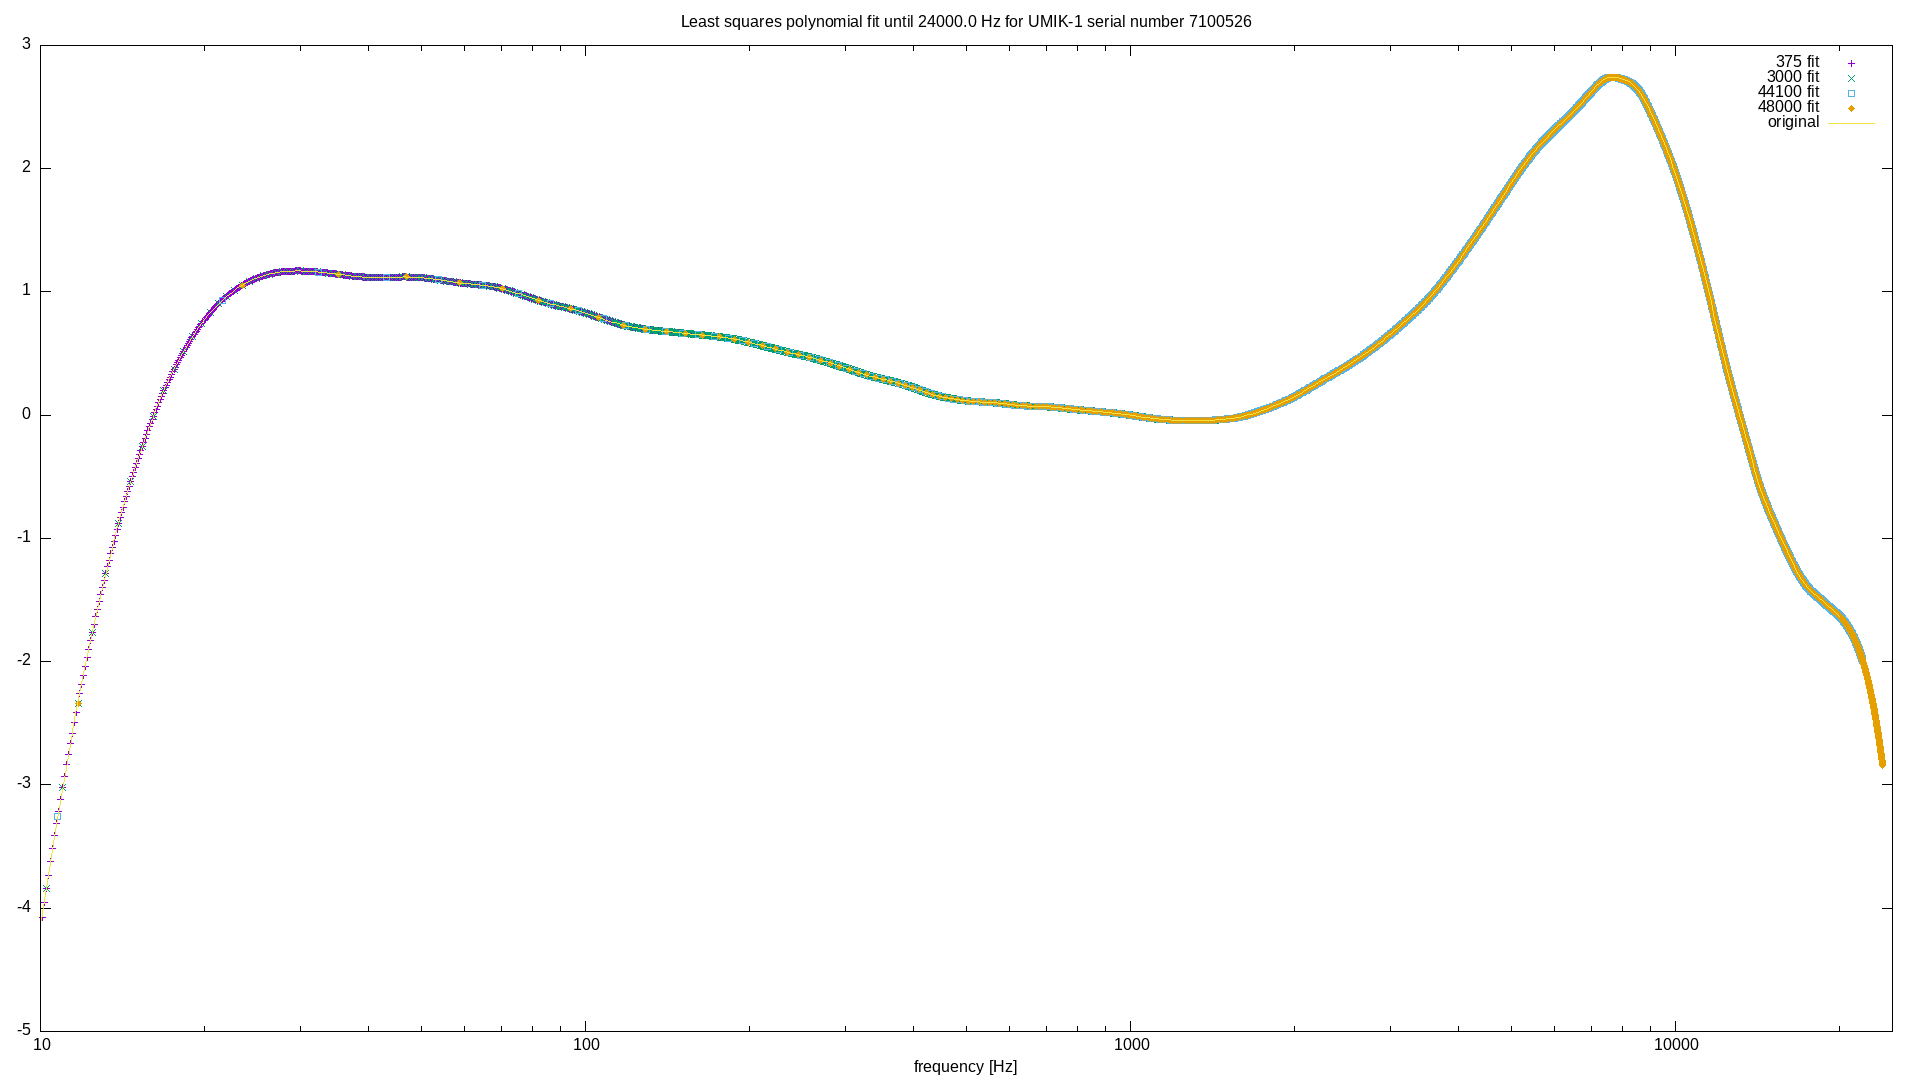 Least squares polynomial fit until 24000.0 Hz for UMIK-1 serial number 7100526
3
2
1
0
-1
-2
-3
-4
-5
375 fit
3000 fit
44100 fit
48000 fit
original
10 100 1000 10000
frequency [Hz]